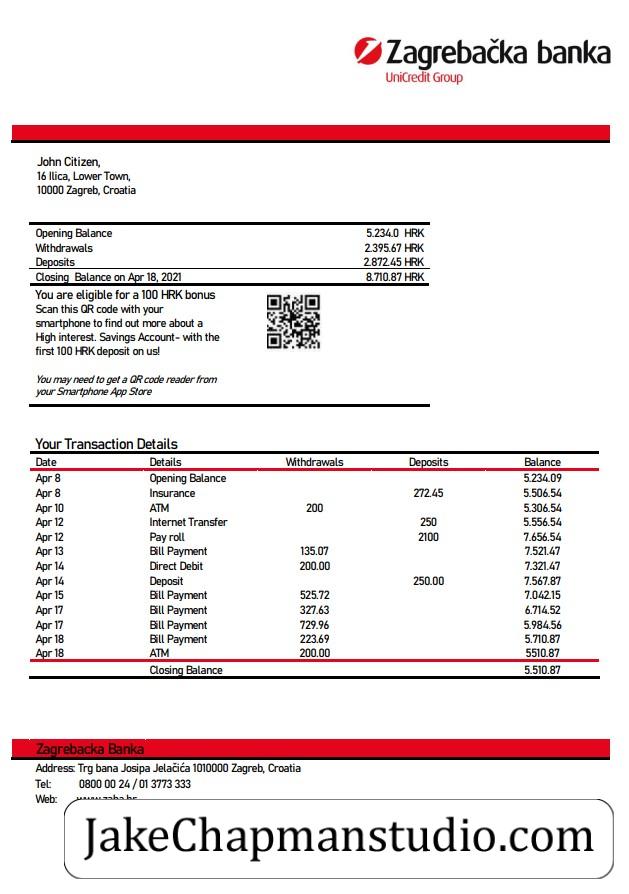 Zagrebačka banka
UniCredit Group
John Citizen,
16 Ilica, Lower Town,
10000 Zagreb, Croatia
Opening Balance 5.234.0 HRK
Withdrawals 2.395.67 HRK
Deposits 2.872.45 HRK
Closing Balance on Apr 18, 2021 8.710.87 HRK
You are eligible for a 100 HRK bonus
Scan this QR code with your
smartphone to find out more about a
High interest. Savings Account- with the
first 100 HRK deposit on us!
You may need to get a QR code reader from
your Smartphone App Store
Your Transaction Details
Date Details Withdrawals Deposits Balance
Apr 8 Opening Balance 5.234.09
Apr 8 Insurance 272.45 5.506.54
Apr 10 ATM 200 5.306.54
Apr 12 Internet Transfer 250 5.556.54
Apr 12 Pay roll 2100 7.656.54
Apr 13 Bill Payment 135.07 7.521.47
Apr 14 Direct Debit 200.00 7.321.47
Apr 14 Deposit 250.00 7.567.87
Apr 15 Bill Payment 525.72 7.042.15
Apr 17 Bill Payment 327.63 6.714.52
Apr 17 Bill Payment 729.96 5.984.56
Apr 18 Bill Payment 223.69 5.710.87
Apr 18 ATM 200.00 5510.87
Closing Balance 5.510.87
Zagrebacka Banka
Address: Trg bana Josipa Jelačića 1010000 Zagreb, Croatia
Tel: 0800 00 24 / 01 3773 333
Web: www.zaba.hr
JakeChapmanstudio.com